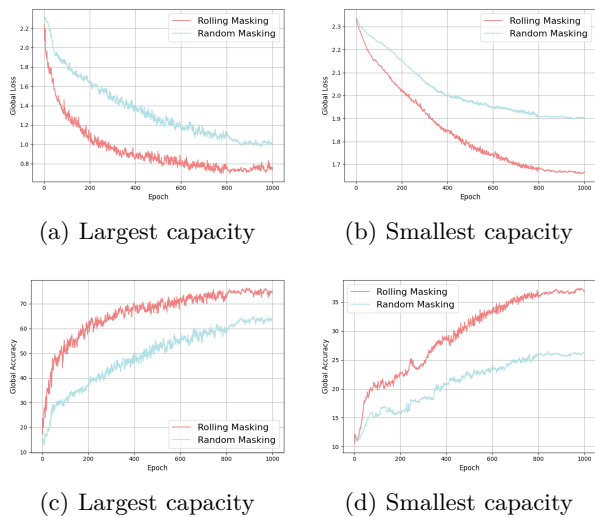 Rolling Masking
Random Masking
2.2
2.0
1.8
1.6
1.4
1.2
1.0
0.8
Global Loss
0 200 400 600 800 1000
Epoch
(a) Largest capacity
Rolling Masking
Random Masking
2.3
2.2
2.1
2.0
1.9
1.8
1.7
Global Loss
0 200 400 600 800 1000
Epoch
(b) Smallest capacity
70
60
50
40
30
20
10
Global Accuracy
Rolling Masking
Random Masking
0 200 400 600 800 1000
Epoch
(c) Largest capacity
Rolling Masking
Random Masking
35
30
25
20
15
10
Global Accuracy
0 200 400 600 800 1000
Epoch
(d) Smallest capacity